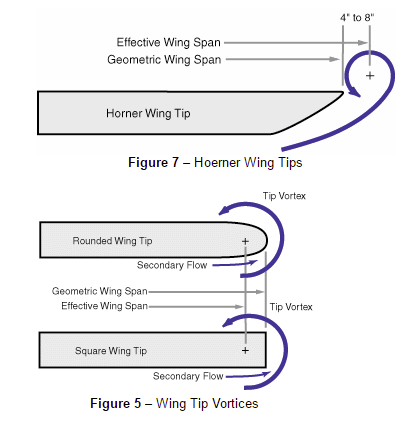 4" to 8"
Effective Wing Span
Geometric Wing Span
Horner Wing Tip
Figure 7 – Hoerner Wing Tips
Tip Vortex
Rounded Wing Tip
Secondary Flow
Geometric Wing Span
Effective Wing Span
Tip Vortex
Square Wing Tip
Secondary Flow
Figure 5 – Wing Tip Vortices